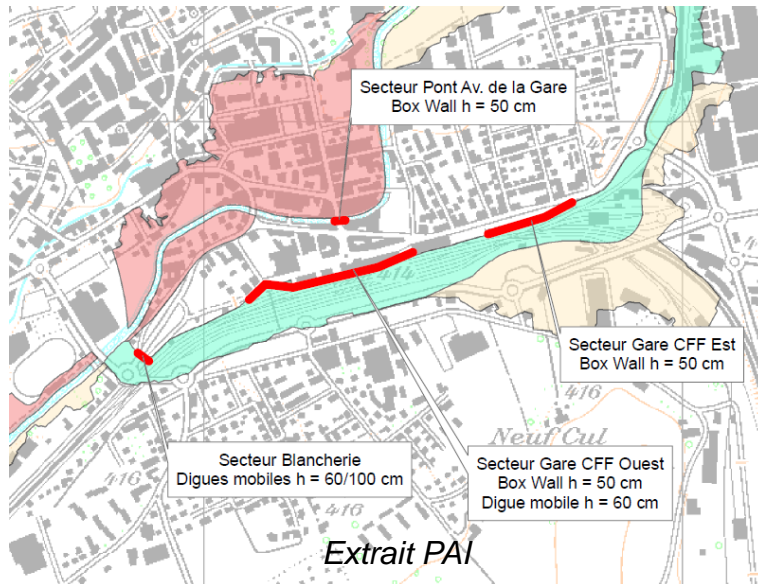 Secteur Pont Av. de la Gare
Box Wall h = 50 cm
417
414
Secteur Gare CFF Est
Box Wall h = 50 cm
416
Neuf Cul
Secteur Blancherie
Digues mobiles h = 60/100 cm
Secteur Gare CFF Ouest
Box Wall h = 50 cm
Digue mobile h = 60 cm
416
416
Extrait PAI